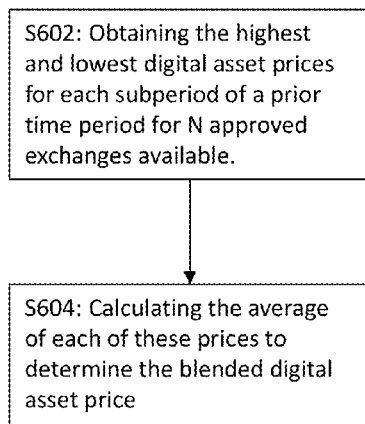 S602: Obtaining the highest
and lowest digital asset prices
for each subperiod of a prior
time period for N approved
exchanges available.
S604: Calculating the average
of each of these prices to
determine the blended digital
asset price